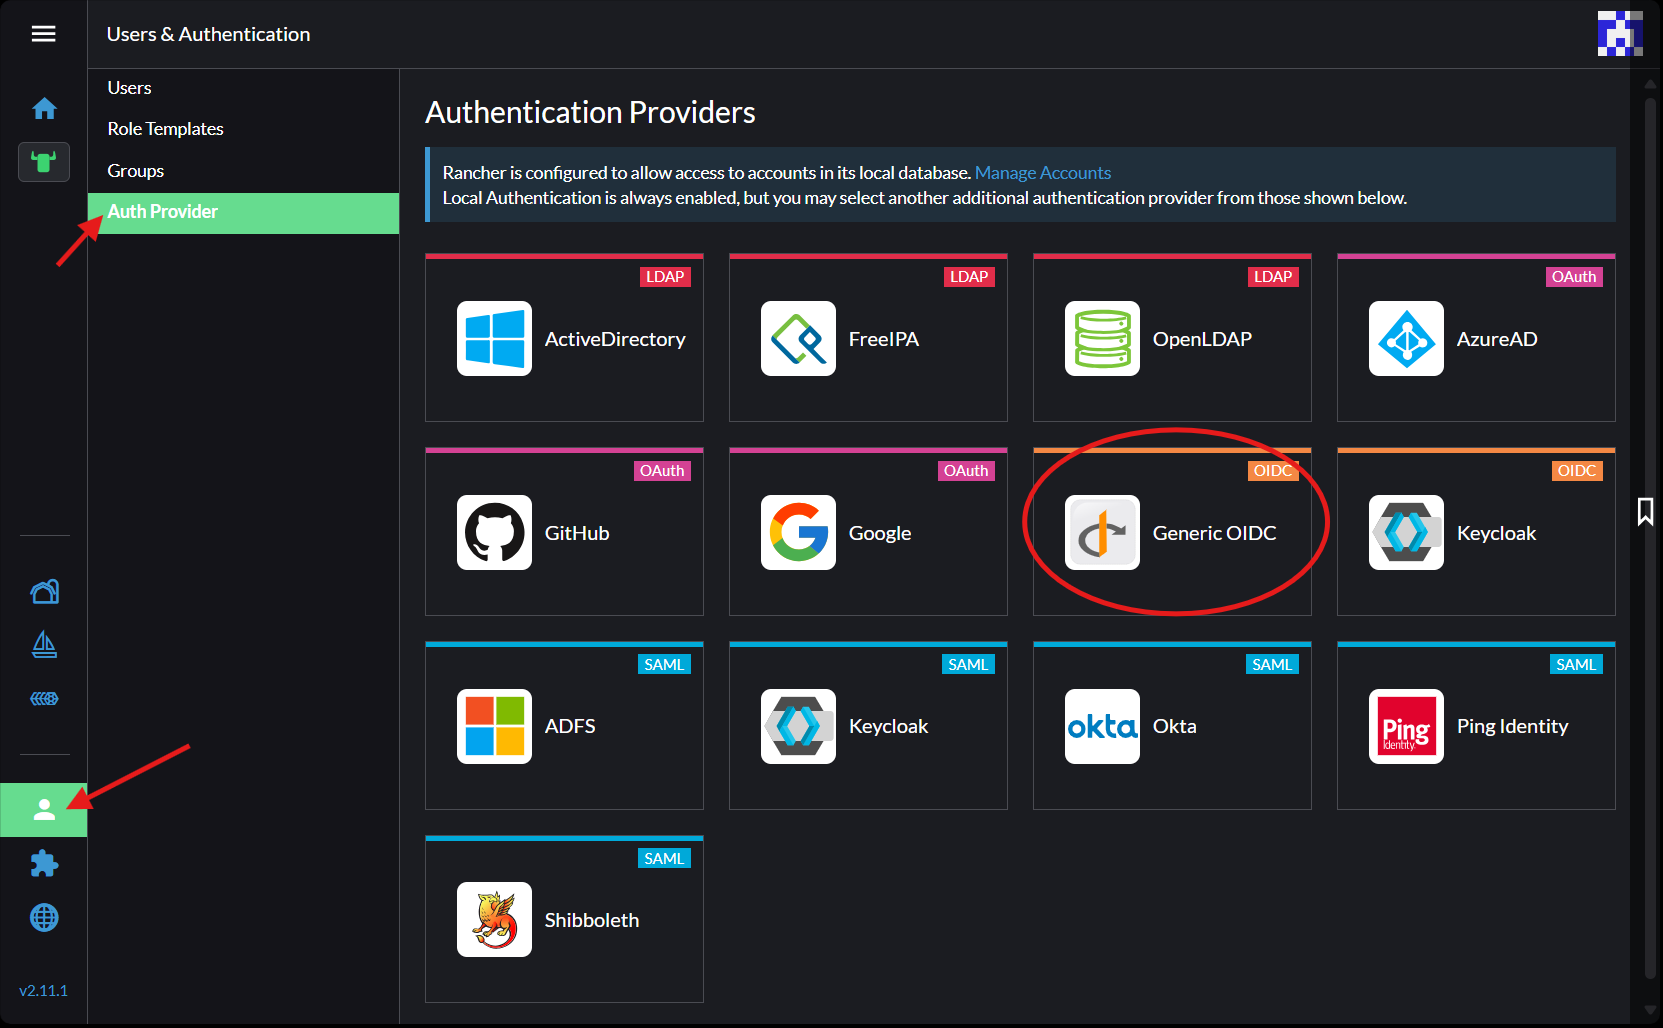 Users & Authentication
Users
Role Templates
Groups
Auth Provider
Authentication Providers
Rancher is configured to allow access to accounts in its local database. Manage Accounts
Local Authentication is always enabled, but you may select another additional authentication provider from those shown below.
LDAP
ActiveDirectory
LDAP
FreeIPA
LDAP
OpenLDAP
OAuth
AzureAD
OAuth
GitHub
OAuth
Google
OIDC
Generic OIDC
OIDC
Keycloak
SAML
ADFS
SAML
Keycloak
SAML
okta
Okta
SAML
Ping
Identity.
Ping Identity
SAML
Shibboleth
v2.11.1